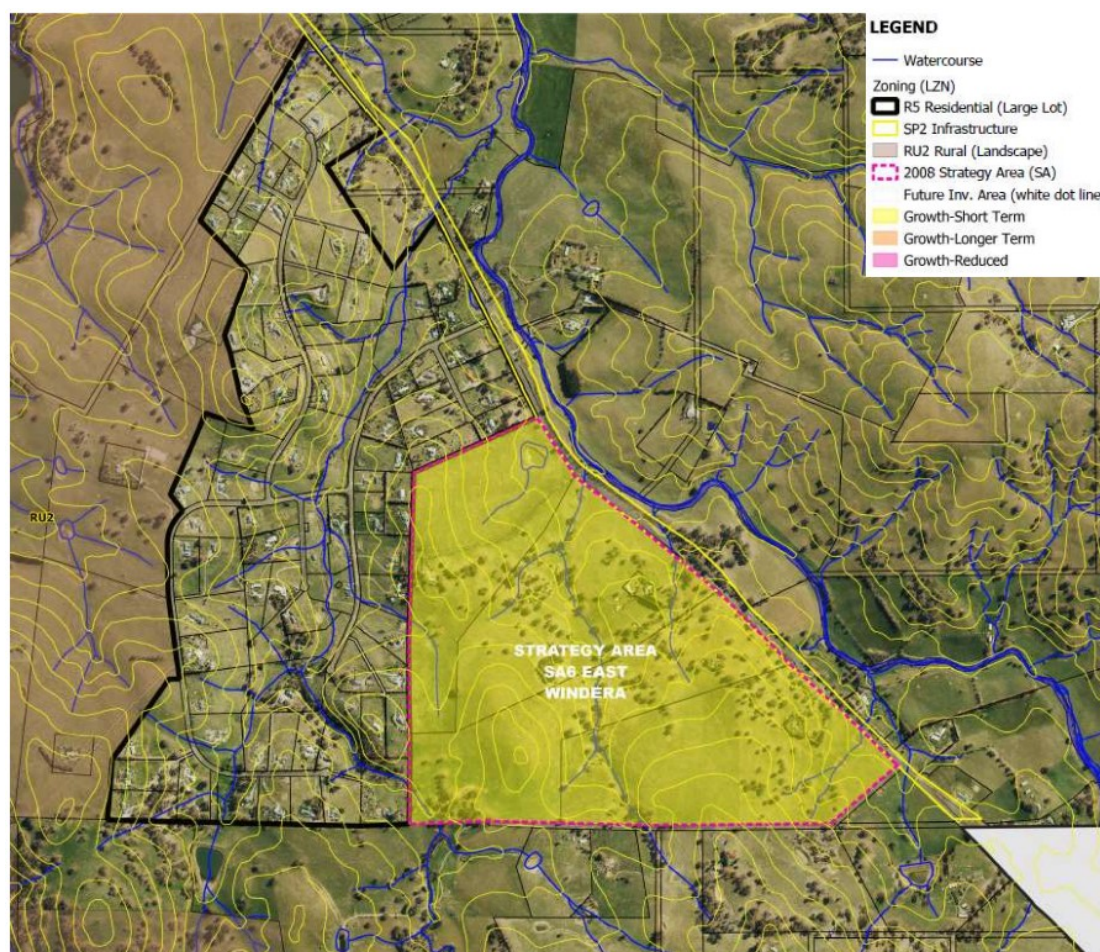 LEGEND
Watercourse
Zoning (LZN)
R5 Residential (Large Lot)
SP2 Infrastructure
RU2 Rural (Landscape)
2008 Strategy Area (SA)
Future Inv. Area (white dot line
Growth-Short Term
Growth-Longer Term
Growth-Reduced
RU2
STRATEGY AREA
SA6 EAST
WINDERA